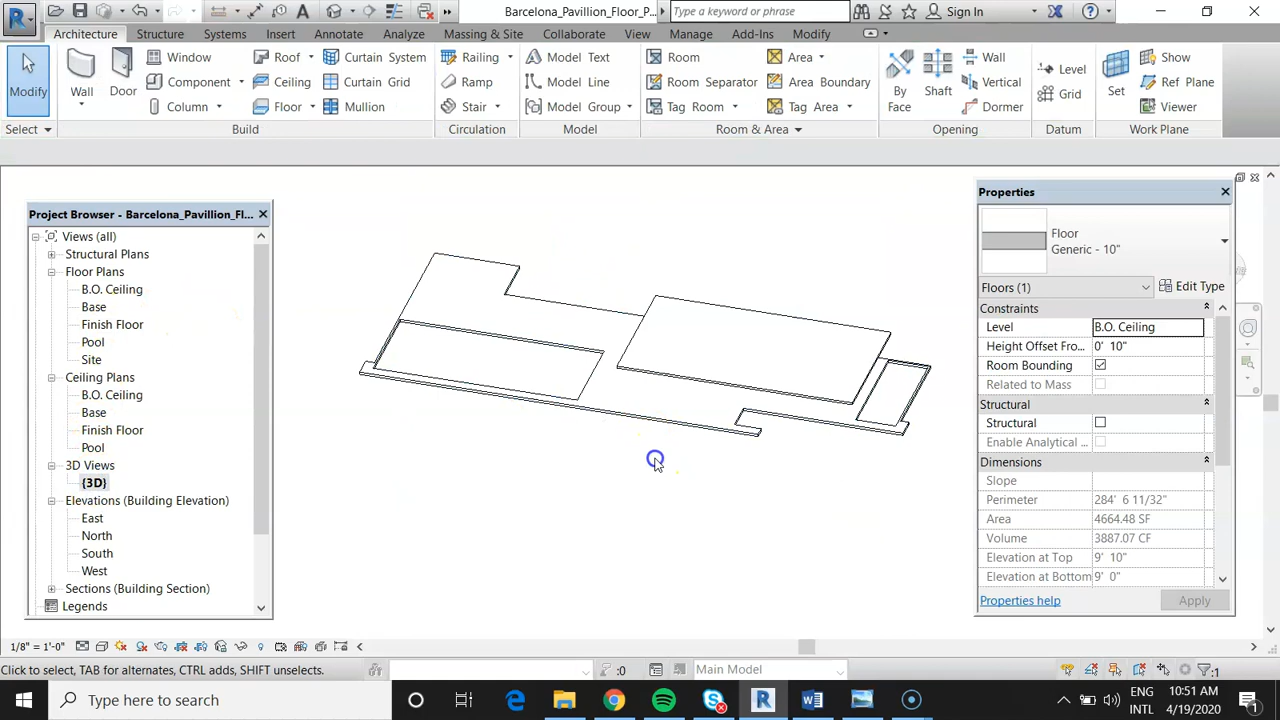 Barcelona_Pavillion_Floor_P...
Type a keyword or phrase
Sign In
Architecture Structure Systems Insert Annotate Analyze Massing & Site Collaborate View Manage Add-Ins Modify
Modify Wall Door Window Component Column Roof Ceiling Floor Curtain System Curtain Grid Mullion
Railing Ramp Stair Model Text Model Line Model Group
Room Room Separator Tag Room Area Area Boundary Tag Area
By Face Shaft Wall Vertical Dormer Level Grid Set Show Ref Plane Viewer
Select Build Circulation Model Room & Area Opening Datum Work Plane
Project Browser - Barcelona_Pavillion_Fl...
Views (all)
Structural Plans
Floor Plans
B.O. Ceiling
Base
Finish Floor
Pool
Site
Ceiling Plans
B.O. Ceiling
Base
Finish Floor
Pool
3D Views
{3D}
Elevations (Building Elevation)
East
North
South
West
Sections (Building Section)
Legends
Properties
Floor
Generic - 10"
Floors (1) Edit Type
Constraints
Level B.O. Ceiling
Height Offset Fro... 0' 10"
Room Bounding
Related to Mass
Structural
Structural
Enable Analytical ...
Dimensions
Slope
Perimeter 284' 6 11/32"
Area 4664.48 SF
Volume 3887.07 CF
Elevation at Top 9' 10"
Elevation at Bottom 9' 0"
Properties help Apply
1/8" = 1'-0"
Click to select, TAB for alternates, CTRL adds, SHIFT unselects. :0 Main Model :1
Type here to search
ENG 10:51 AM
INTL 4/19/2020